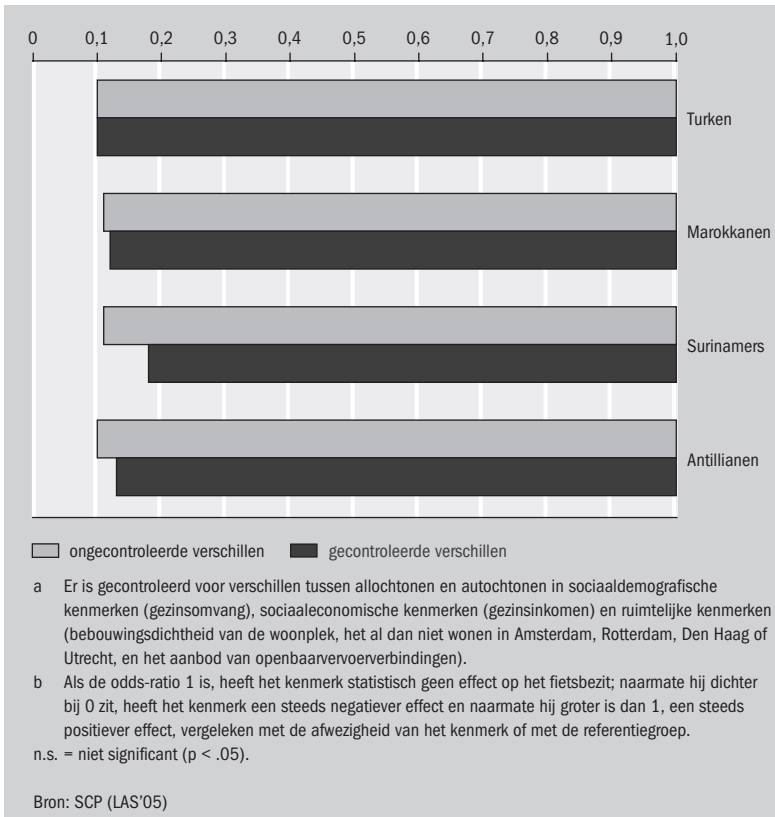 0 0,1 0,2 0,3 0,4 0,5 0,6 0,7 0,8 0,9 1,0
Turken
Marokkanen
Surinamers
Antillianen
ongecontroleerde verschillen gecontroleerde verschillen
a Er is gecontroleerd voor verschillen tussen allochtonen en autochtonen in sociaaldemografische
kenmerken (gezinsomvang), sociaaleconomische kenmerken (gezinsinkomen) en ruimtelijke kenmerken
(bebouwingsdichtheid van de woonplek, het al dan niet wonen in Amsterdam, Rotterdam, Den Haag of
Utrecht, en het aanbod van openbaarvervoerverbindingen).
b Als de odds-ratio 1 is, heeft het kenmerk statistisch geen effect op het fietsbezit; naarmate hij dichter
bij 0 zit, heeft het kenmerk een steeds negatiever effect en naarmate hij groter is dan 1, een steeds
positiever effect, vergeleken met de afwezigheid van het kenmerk of met de referentiegroep.
n.s. = niet significant (p < .05).
Bron: SCP (LAS'05)